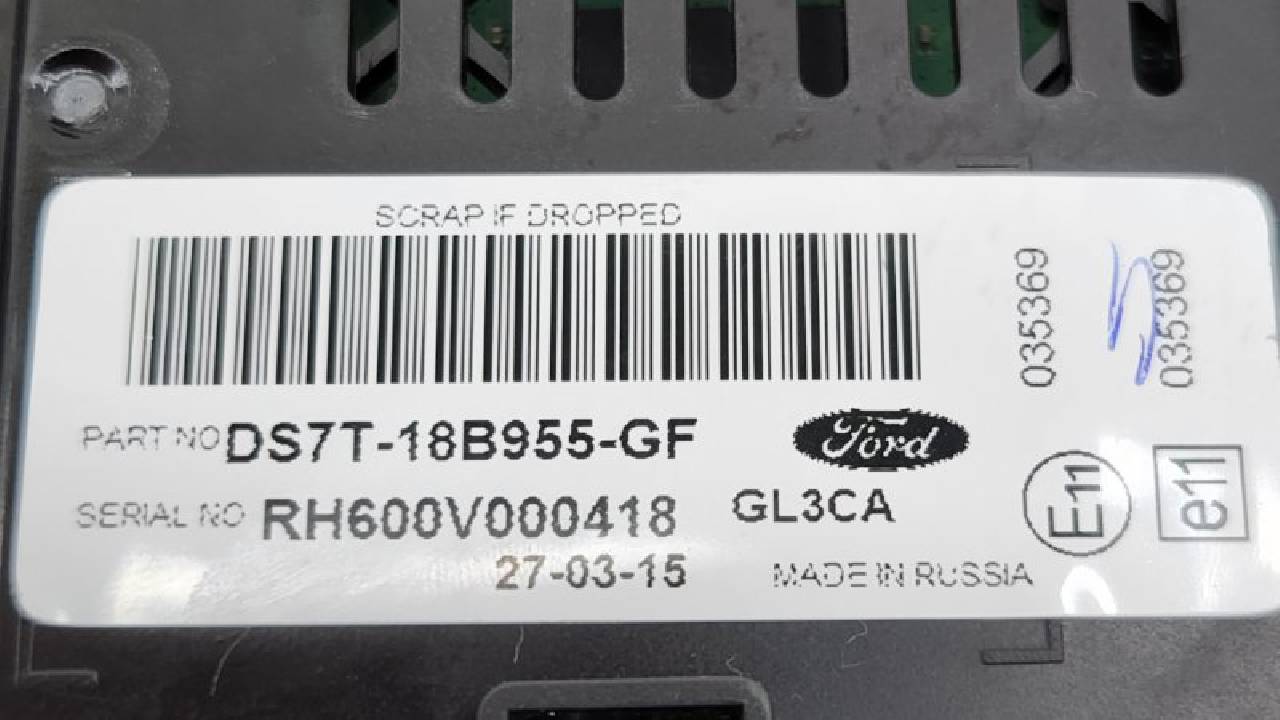 SCRAP IF DROPPED
PART NO DS7T-18B955-GF
Ford
SERIAL NO RH600V000418
GL3CA
27-03-15
MADE IN RUSSIA
035369
035369
E11
e11